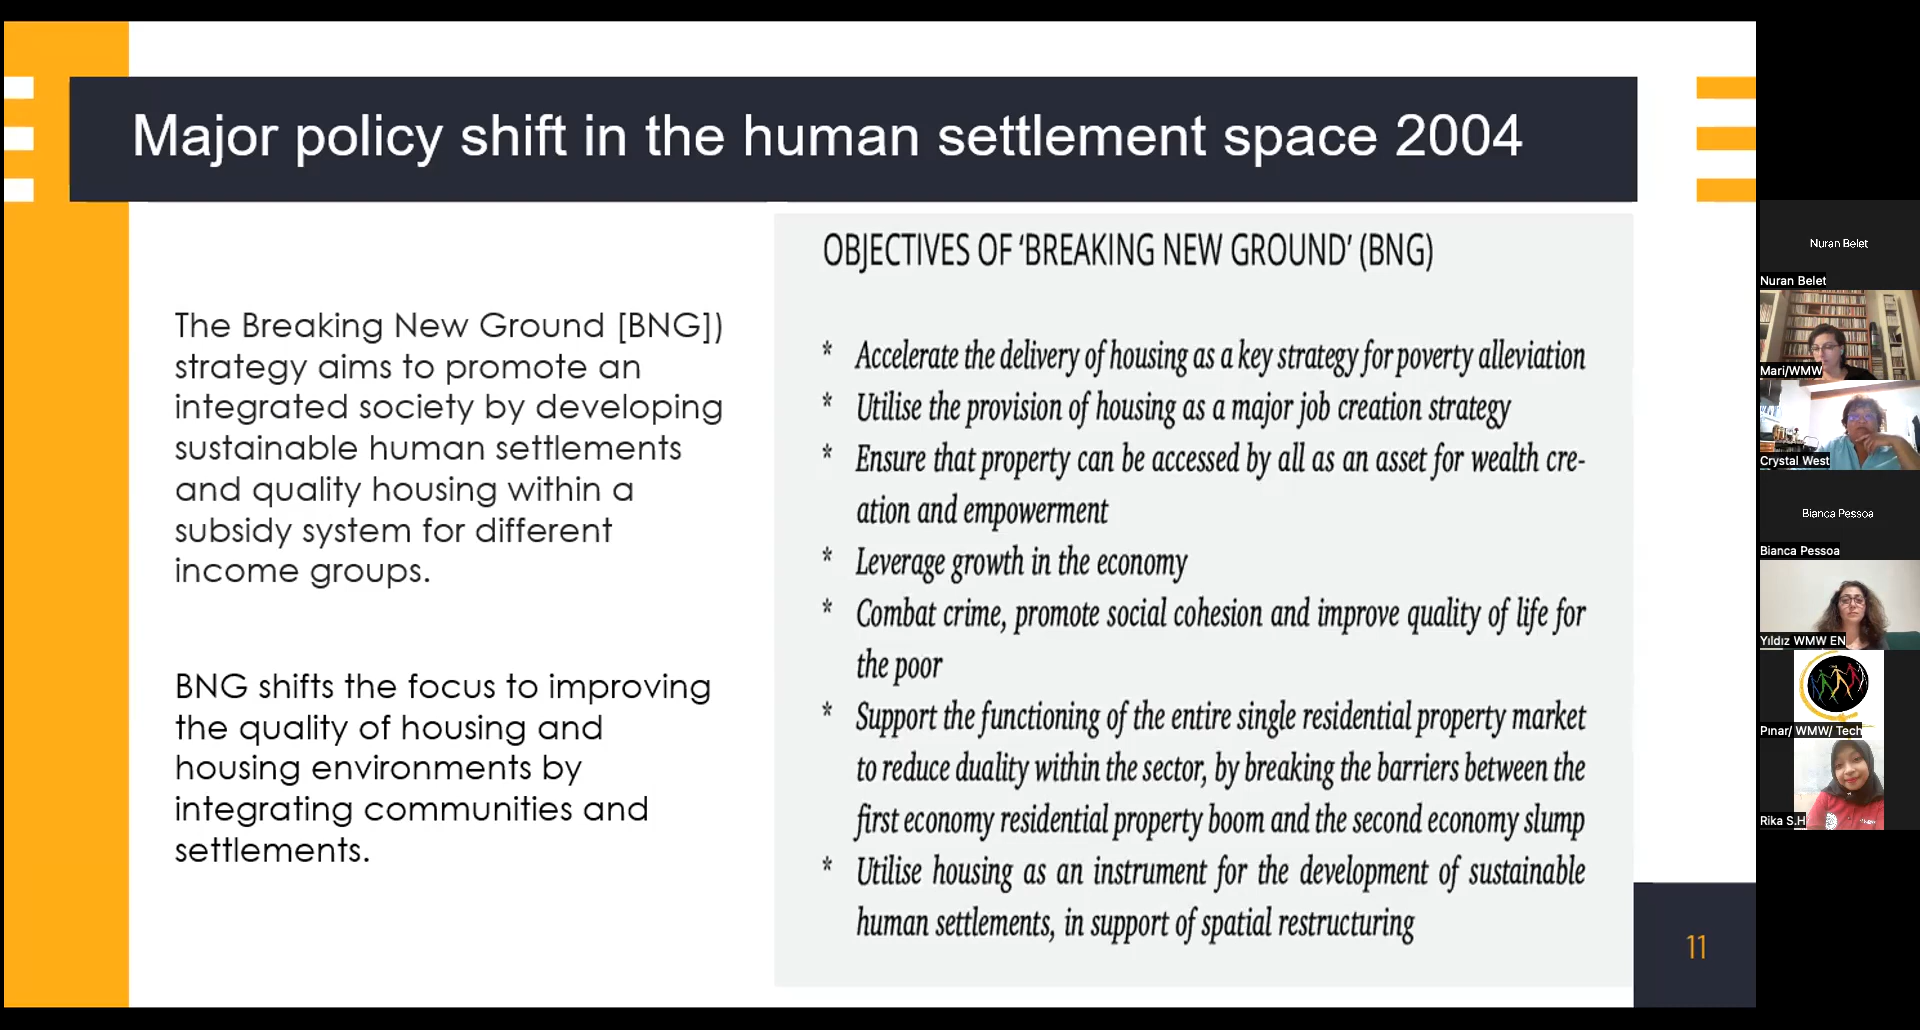 Major policy shift in the human settlement space 2004
The Breaking New Ground [BNG])
strategy aims to promote an
integrated society by developing
sustainable human settlements
and quality housing within a
subsidy system for different
income groups.
BNG shifts the focus to improving
the quality of housing and
housing environments by
integrating communities and
settlements.
OBJECTIVES OF ‘BREAKING NEW GROUND’ (BNG)
* Accelerate the delivery of housing as a key strategy for poverty alleviation
* Utilise the provision of housing as a major job creation strategy
* Ensure that property can be accessed by all as an asset for wealth cre-
ation and empowerment
* Leverage growth in the economy
* Combat crime, promote social cohesion and improve quality of life for
the poor
* Support the functioning of the entire single residential property market
to reduce duality within the sector, by breaking the barriers between the
first economy residential property boom and the second economy slump
* Utilise housing as an instrument for the development of sustainable
human settlements, in support of spatial restructuring
11
Nuran Belet
Nuran Belet
Mari/WMW
Crystal West
Bianca Pessoa
Bianca Pessoa
Yıldız WMW EN
Pınar/ WMW/ Tech
Rika S.H